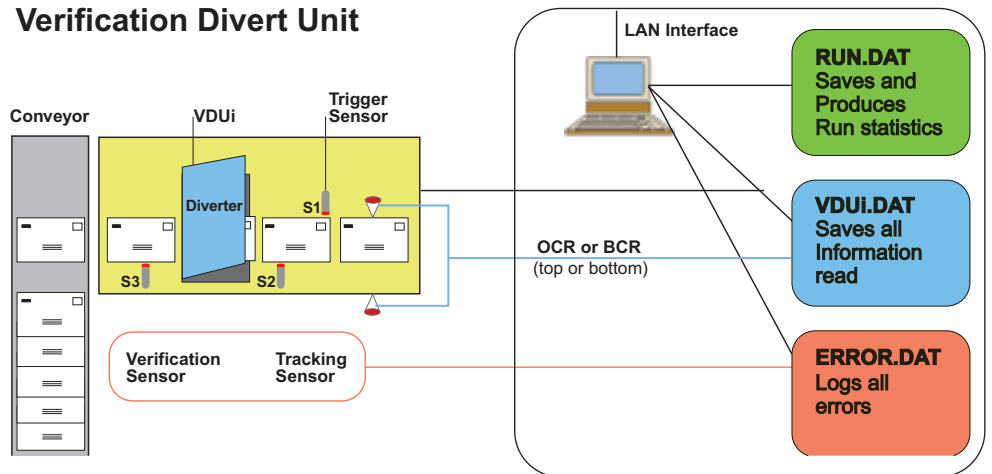 Verification Divert Unit
LAN Interface
RUN.DAT
Saves and
Produces
Run statistics
Conveyor
VDUi
Trigger
Sensor
Diverter
S1
S3
S2
OCR or BCR
(top or bottom)
VDUi.DAT
Saves all
Information
read
Verification
Sensor
Tracking
Sensor
ERROR.DAT
Logs all
errors